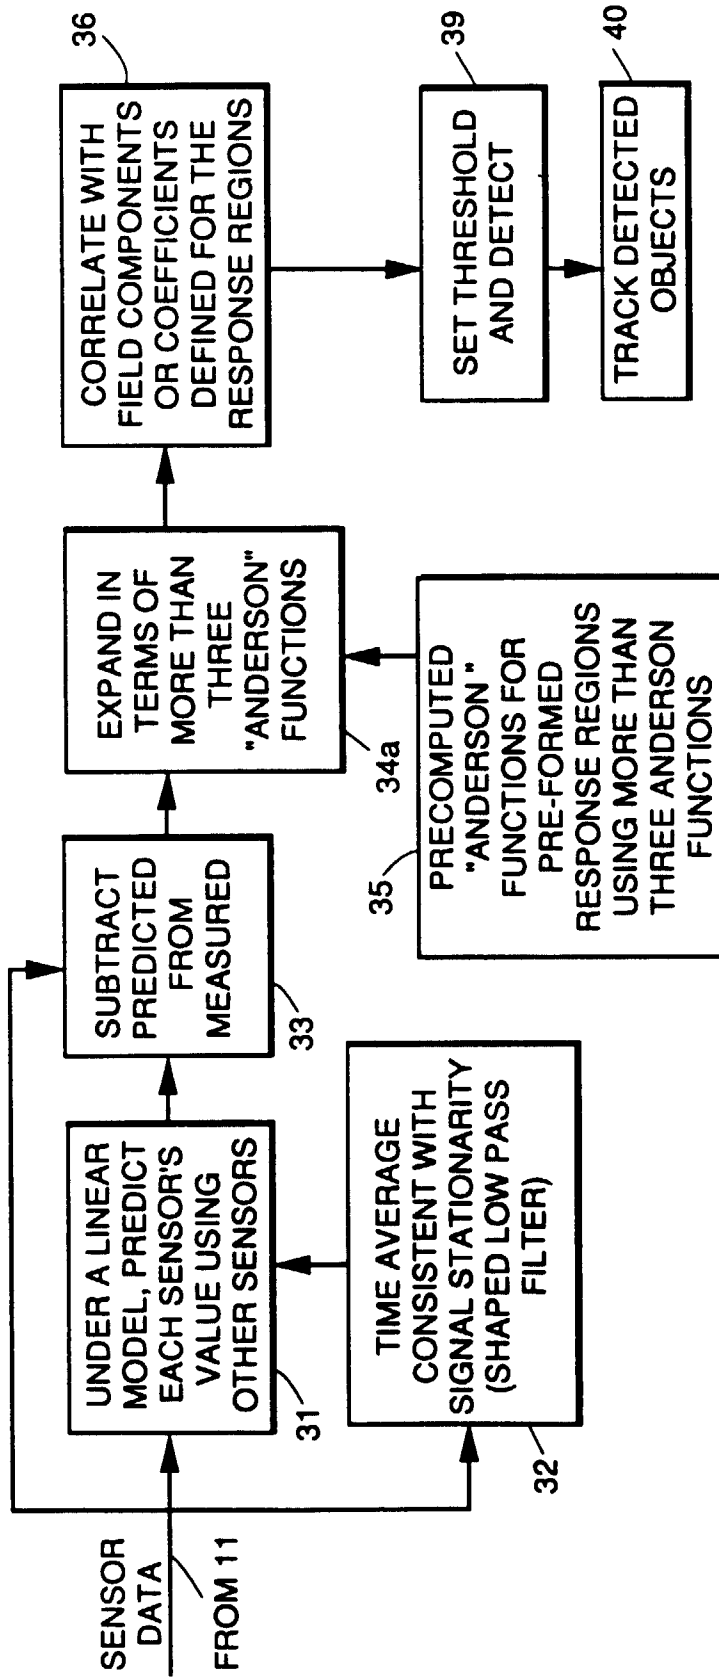 SENSOR
DATA
FROM 11
UNDER A LINEAR
MODEL, PREDICT
EACH SENSOR'S
VALUE USING
OTHER SENSORS
31
TIME AVERAGE
CONSISTENT WITH
SIGNAL STATIONARITY
(SHAPED LOW PASS
FILTER)
32
SUBTRACT
PREDICTED
FROM
MEASURED
33
EXPAND IN
TERMS OF
MORE THAN
THREE
"ANDERSON"
FUNCTIONS
34a
35
PRECOMPUTED
"ANDERSON"
FUNCTIONS FOR
PRE-FORMED
RESPONSE REGIONS
USING MORE THAN
THREE ANDERSON
FUNCTIONS
36
CORRELATE WITH
FIELD COMPONENTS
OR COEFFICIENTS
DEFINED FOR THE
RESPONSE REGIONS
39
SET THRESHOLD
AND DETECT
40
TRACK DETECTED
OBJECTS